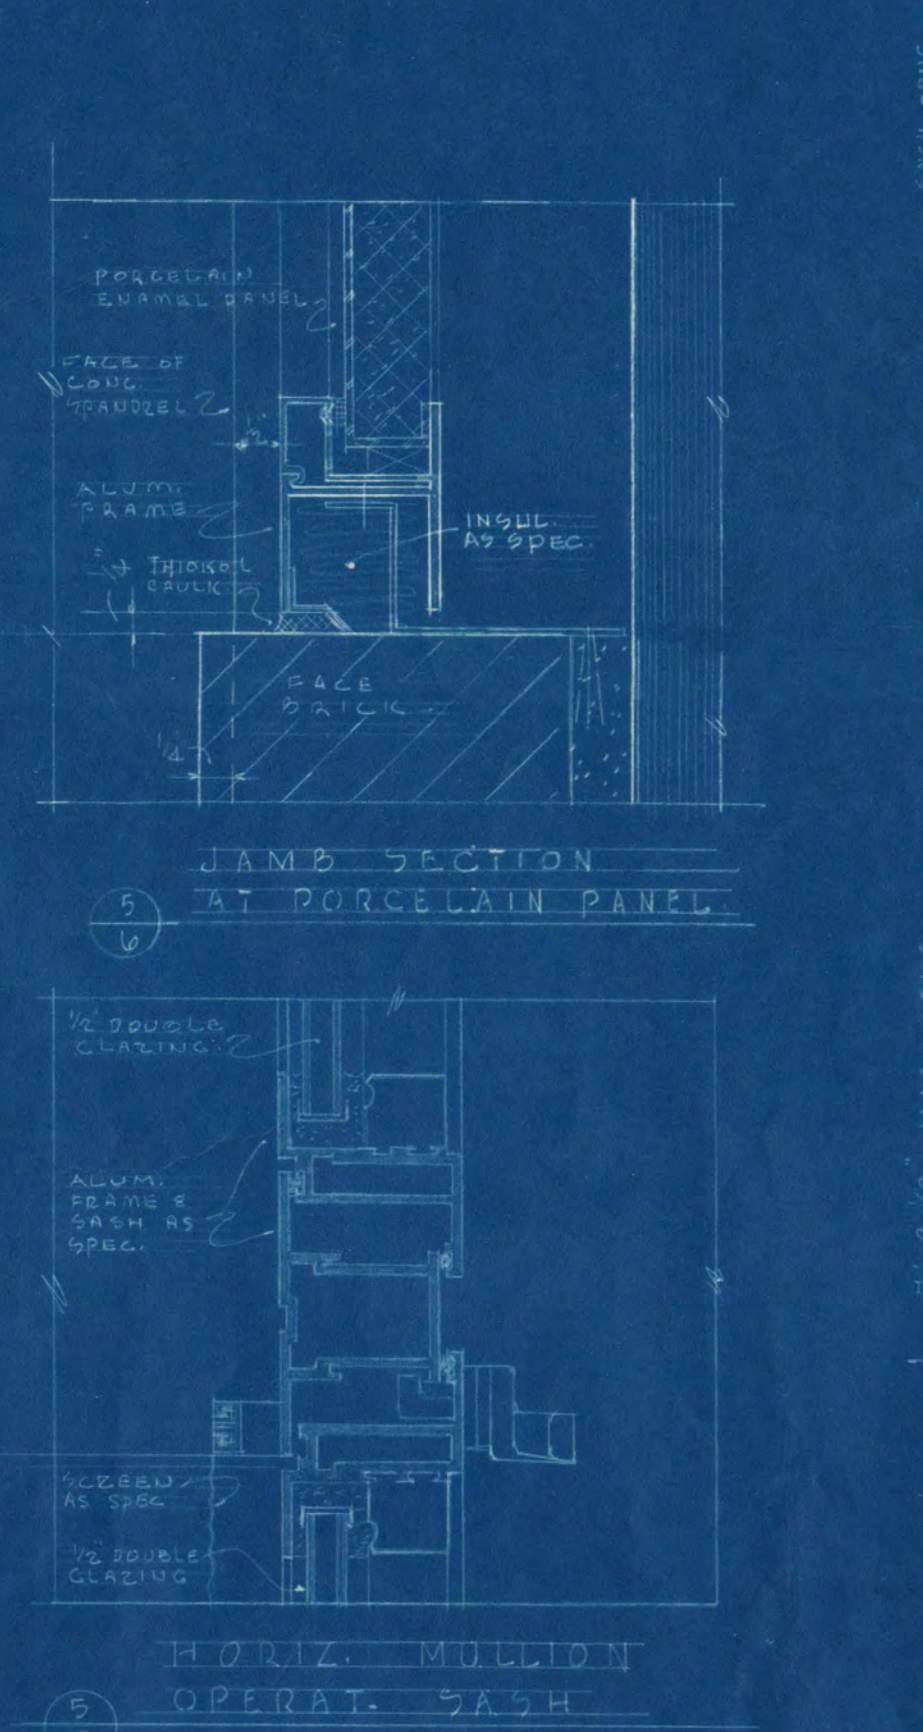 PORCELAIN
ENAMEL PANEL
FACE OF
CONC.
SPANDREL
ALUM.
FRAME
THIOKOL
CAULK
INSUL.
AS SPEC.
FACE
BRICK
1/4"
JAMB SECTION
AT PORCELAIN PANEL.
5
6
1/2" DOUBLE
GLAZING
ALUM.
FRAME &
SASH AS
SPEC.
SCREEN
AS SPEC
1/2" DOUBLE
GLAZING
HORIZ. MULLION
OPERAT. SASH
5